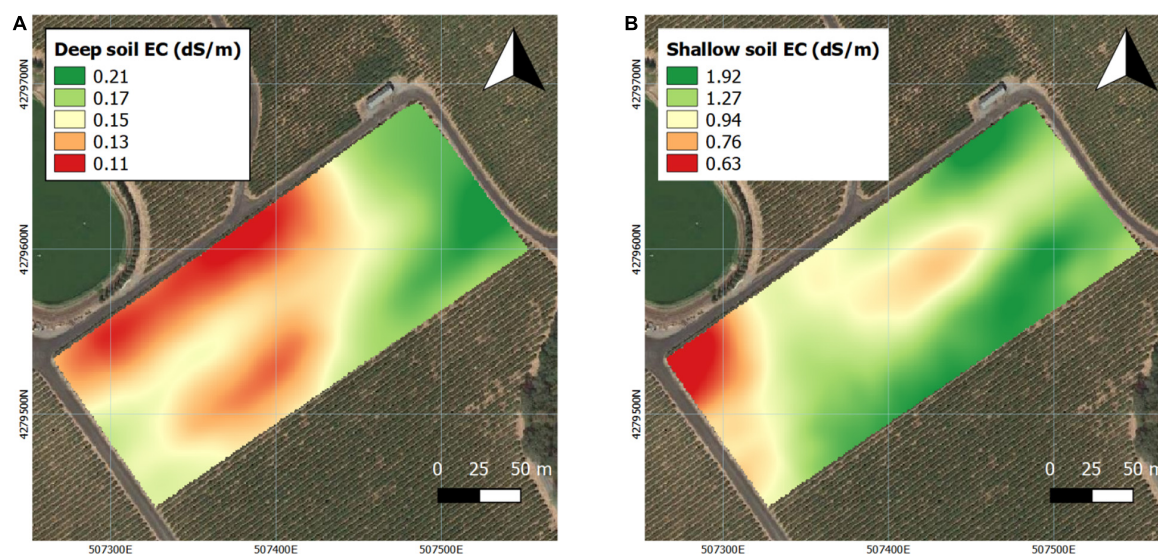 A
Deep soil EC (dS/m)
0.21
0.17
0.15
0.13
0.11
4279700N
4279600N
4279500N
0 25 50 m
507300E 507400E 507500E
B
Shallow soil EC (dS/m)
1.92
1.27
0.94
0.76
0.63
4279700N
4279600N
4279500N
0 25 50 m
507300E 507400E 507500E